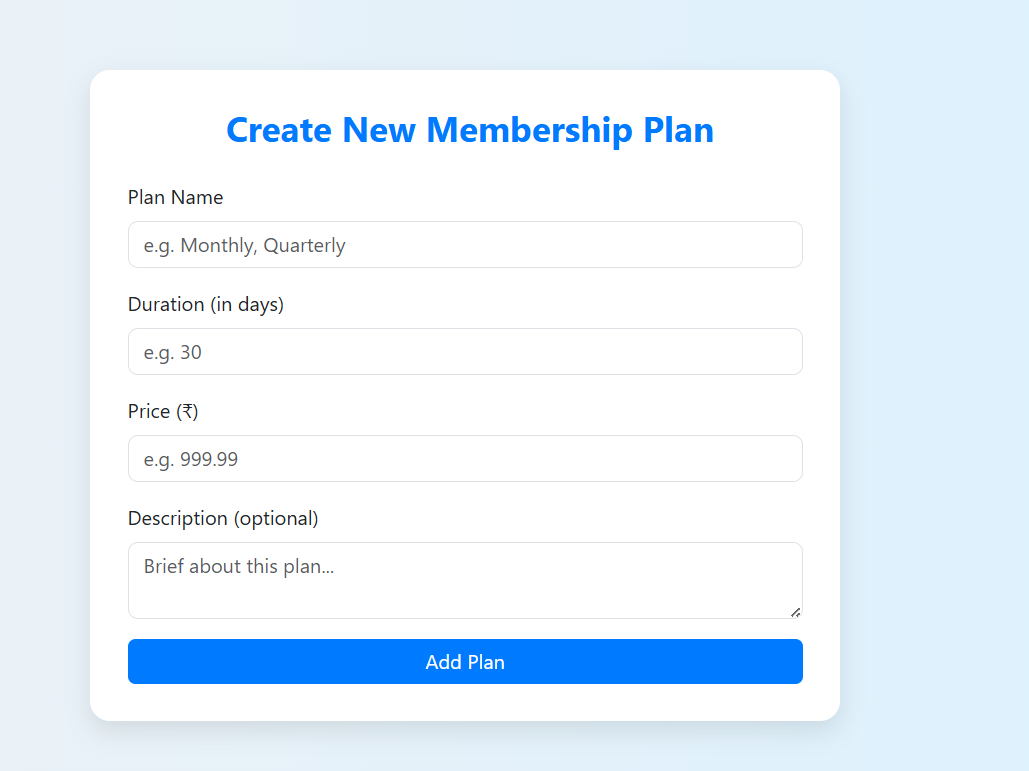 Create New Membership Plan
Plan Name
e.g. Monthly, Quarterly
Duration (in days)
e.g. 30
Price (₹)
e.g. 999.99
Description (optional)
Brief about this plan...
Add Plan